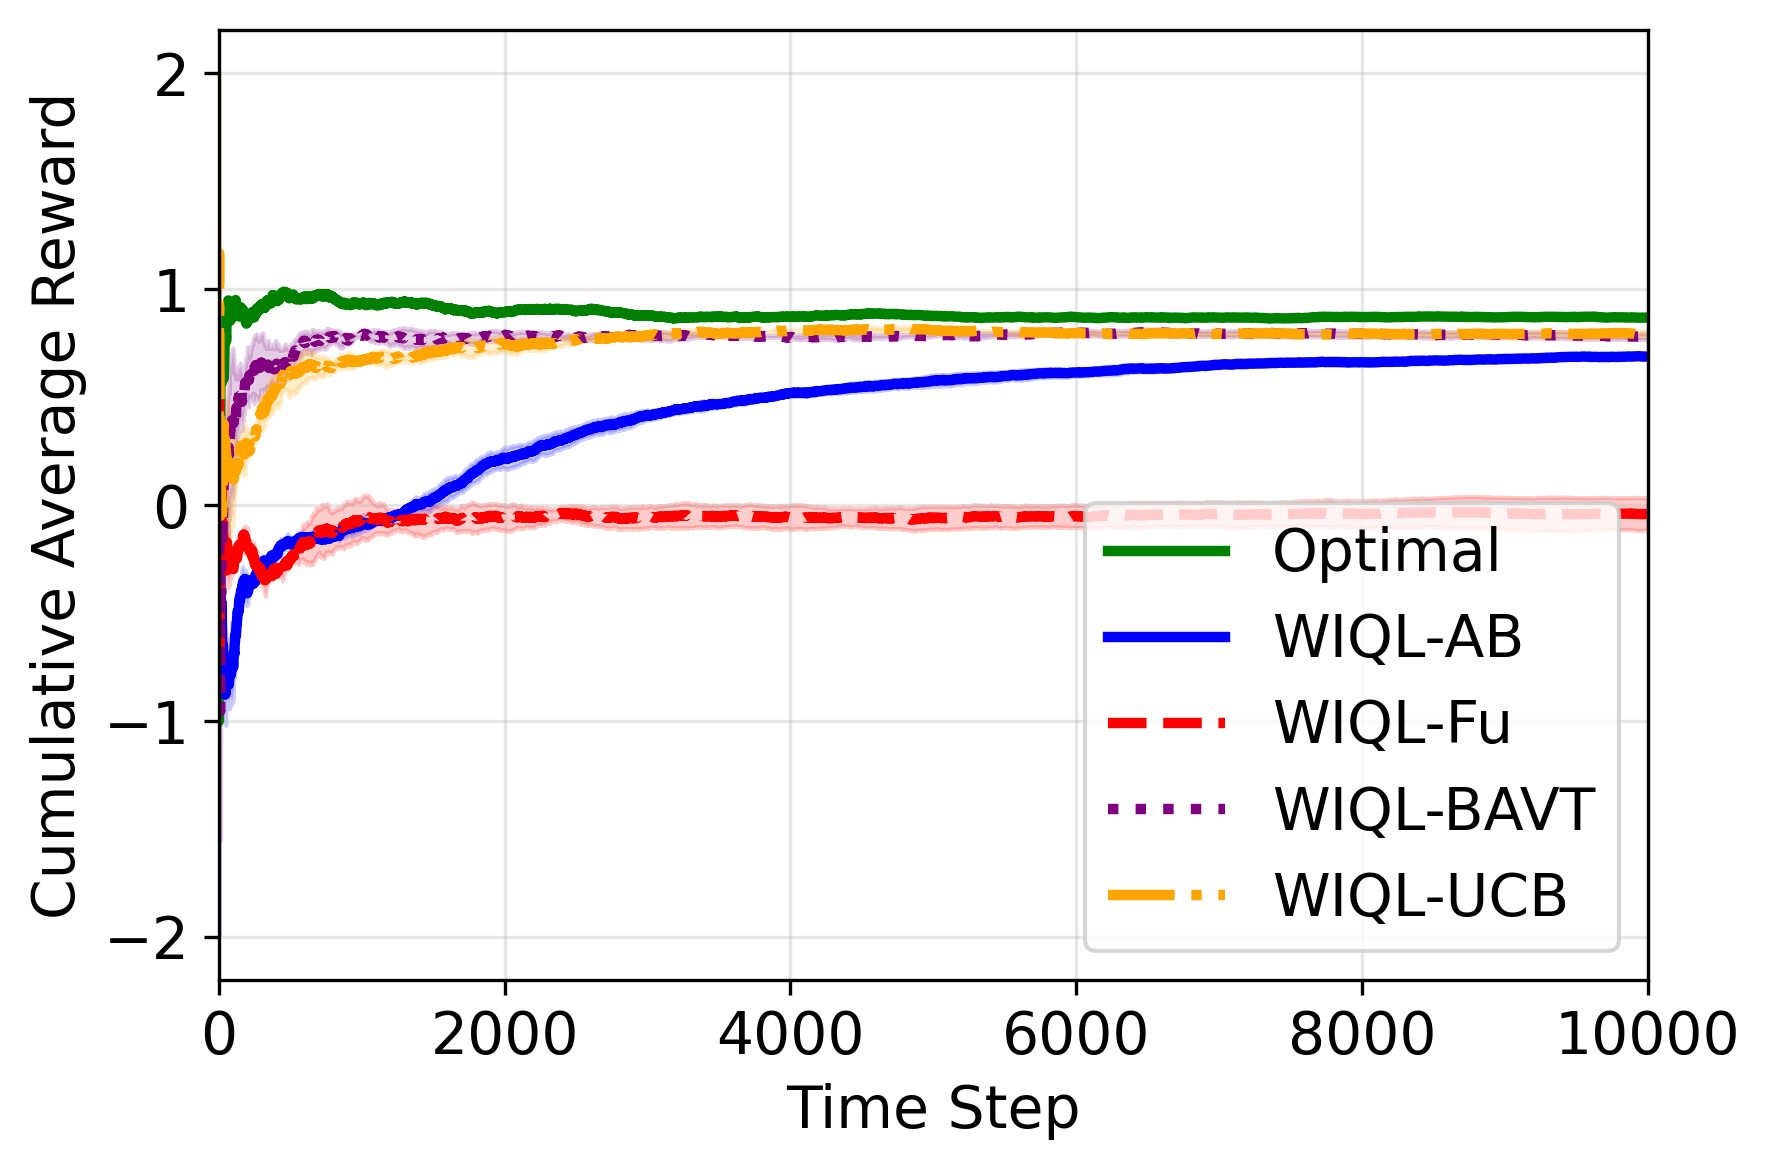 Cumulative Average Reward
2
1
0
−1
−2
0
2000
4000
6000
8000
10000
Time Step
Optimal
WIQL-AB
WIQL-Fu
WIQL-BAVT
WIQL-UCB